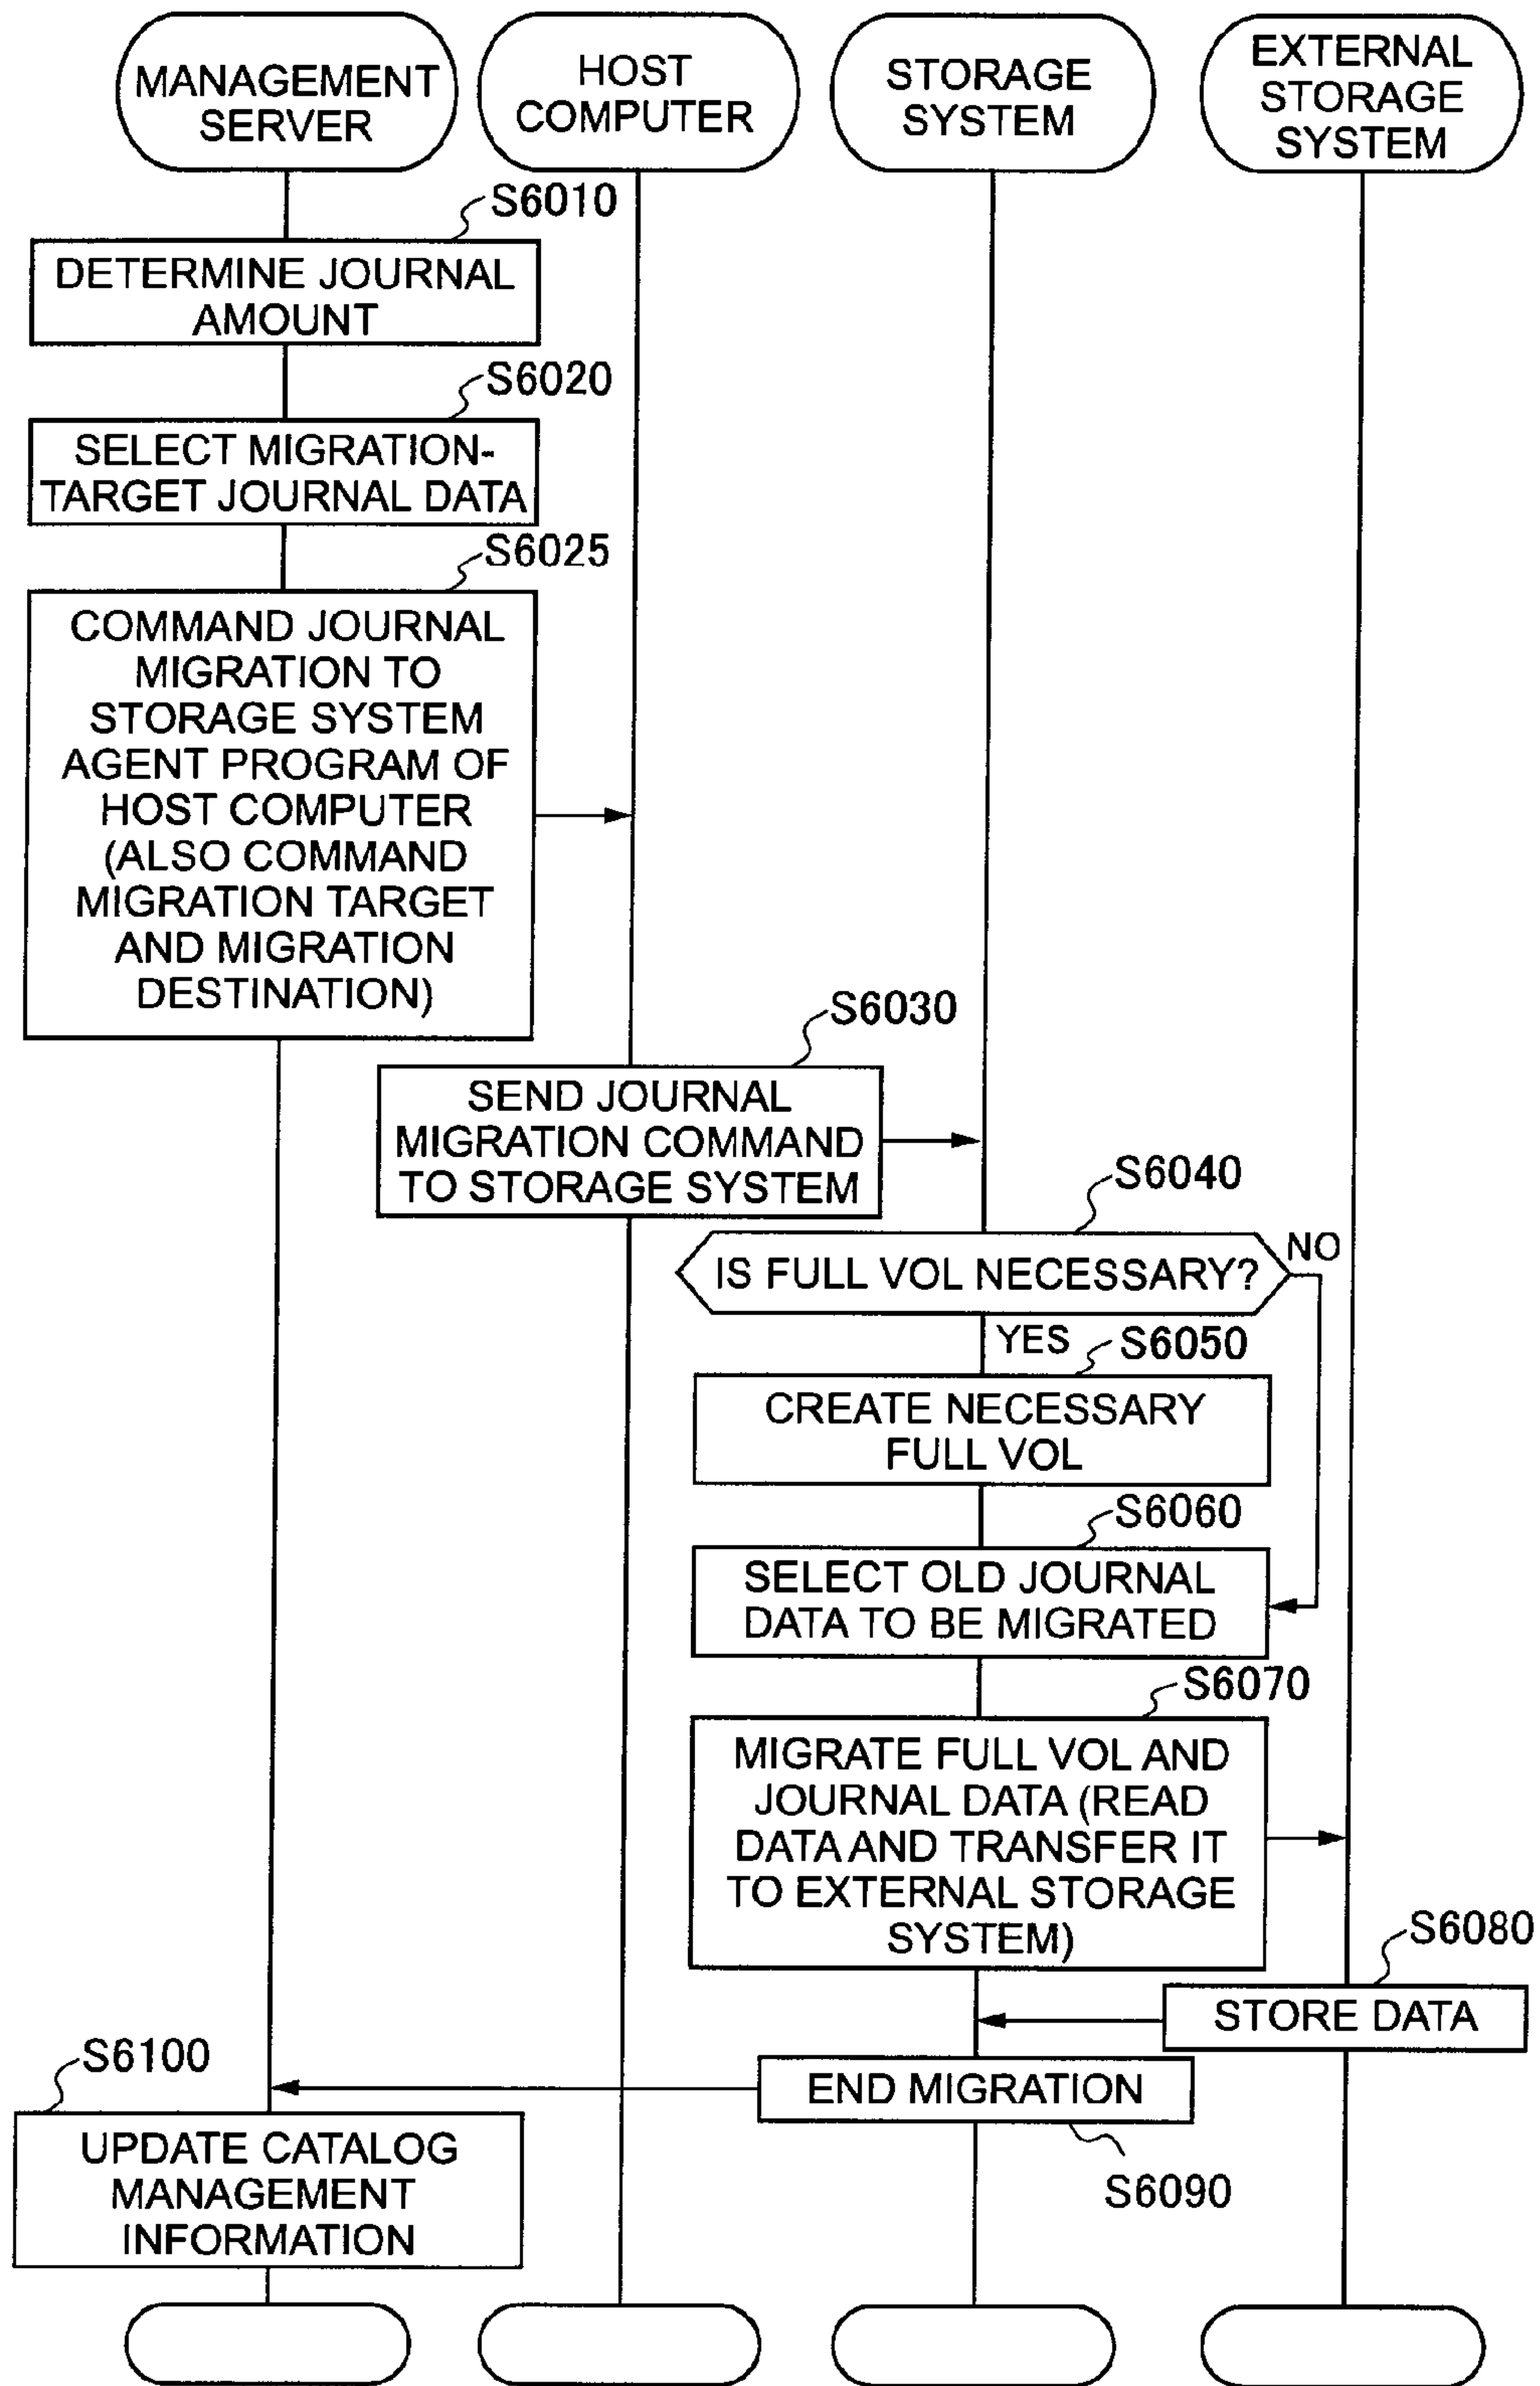 MANAGEMENT
SERVER
HOST
COMPUTER
STORAGE
SYSTEM
EXTERNAL
STORAGE
SYSTEM
S6010
DETERMINE JOURNAL
AMOUNT
S6020
SELECT MIGRATION-
TARGET JOURNAL DATA
S6025
COMMAND JOURNAL
MIGRATION TO
STORAGE SYSTEM
AGENT PROGRAM OF
HOST COMPUTER
(ALSO COMMAND
MIGRATION TARGET
AND MIGRATION
DESTINATION)
S6030
SEND JOURNAL
MIGRATION COMMAND
TO STORAGE SYSTEM
S6040
IS FULL VOL NECESSARY?
NO
YES
S6050
CREATE NECESSARY
FULL VOL
S6060
SELECT OLD JOURNAL
DATA TO BE MIGRATED
S6070
MIGRATE FULL VOL AND
JOURNAL DATA (READ
DATA AND TRANSFER IT
TO EXTERNAL STORAGE
SYSTEM)
S6080
STORE DATA
END MIGRATION
S6090
S6100
UPDATE CATALOG
MANAGEMENT
INFORMATION